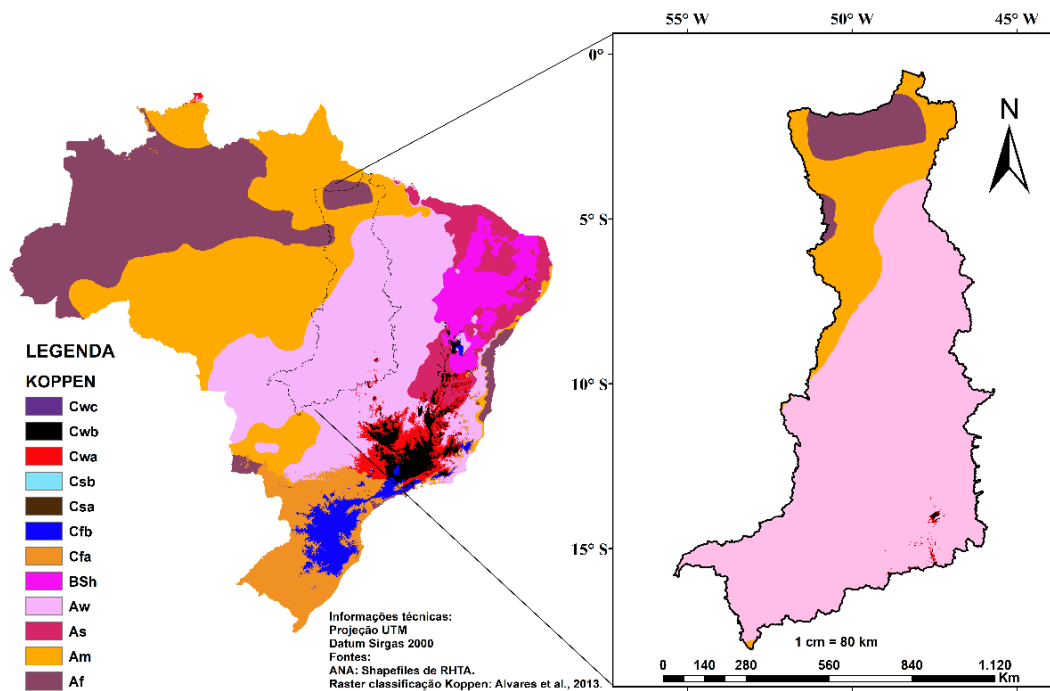 55° W 50° W 45° W
0°
N
5° S
10° S
15° S
LEGENDA
KOPPEN
Cwc
Cwb
Cwa
Csb
Csa
Cfb
Cfa
BSh
Aw
As
Am
Af
Informações técnicas:
Projeção UTM
Datum Sirgas 2000
Fontes:
ANA: Shapefiles de RHTA.
Raster classificação Koppen: Alvares et al., 2013.
1 cm = 80 km
0 140 280 560 840 1.120
Km